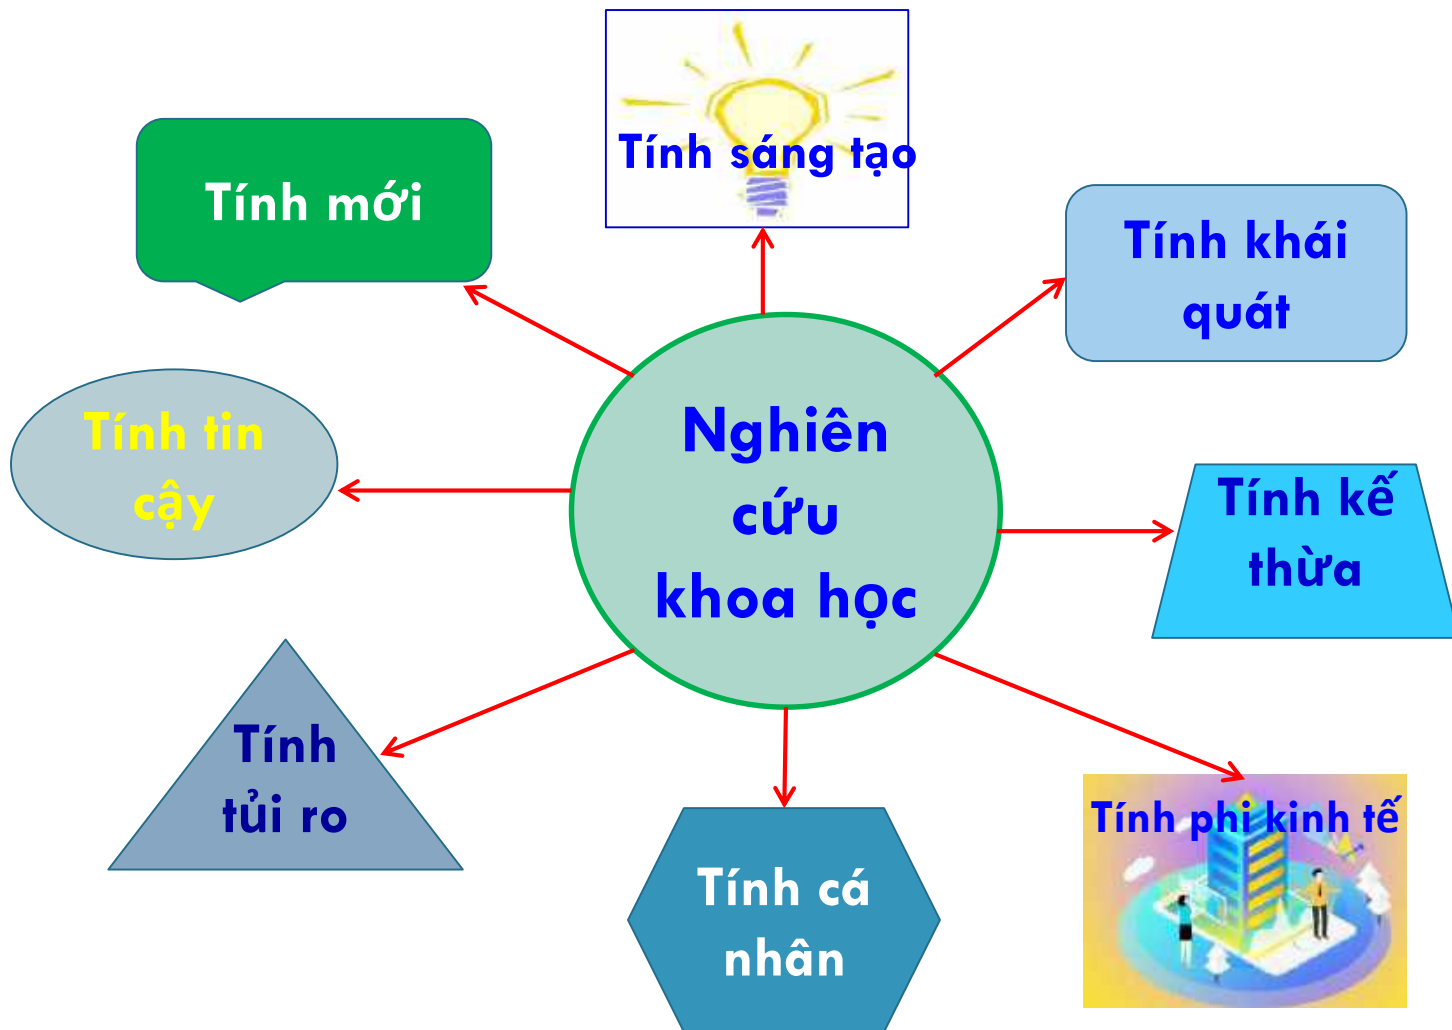 Tính sáng tạo
Tính mới
Tính khái
quát
Nghiên
cứu
khoa học
Tính tin
cậy
Tính kế
thừa
Tính
tủi ro
Tính cá
nhân
Tính phi kinh tế